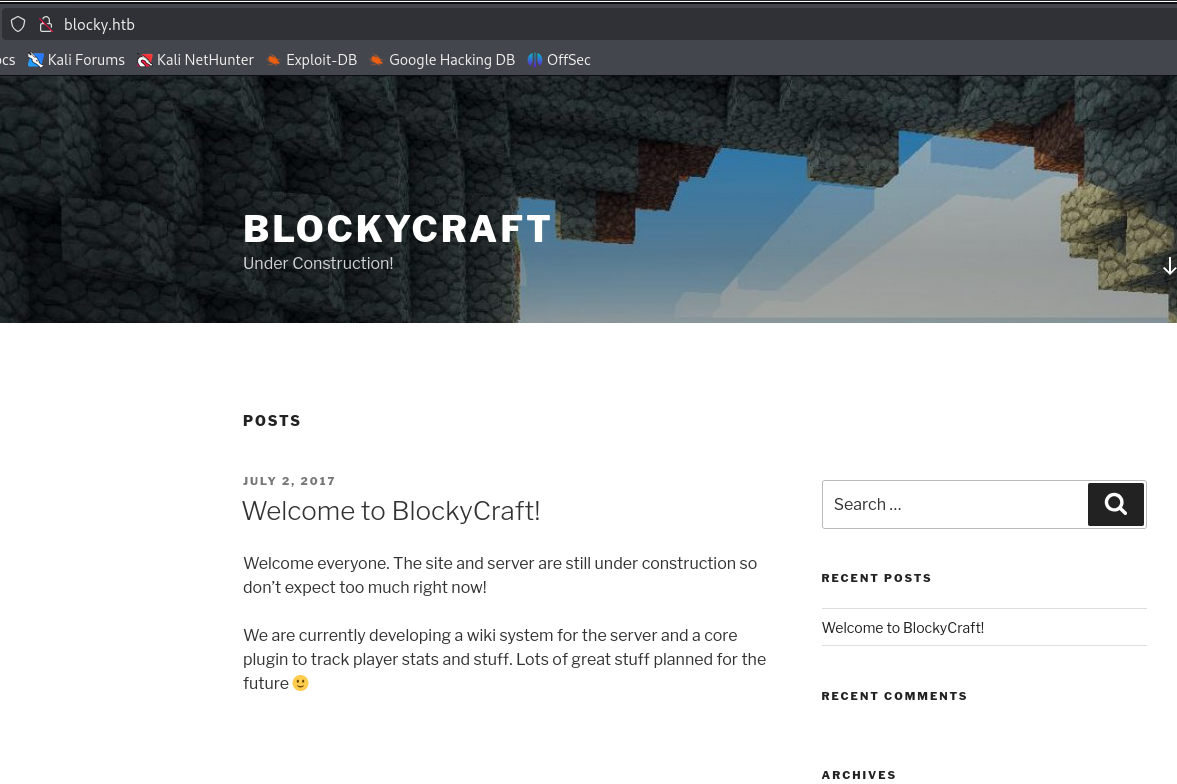 blocky.htb
Kali Forums Kali NetHunter Exploit-DB Google Hacking DB OffSec
BLOCKYCRAFT
Under Construction!
POSTS
JULY 2, 2017
Welcome to BlockyCraft!
Welcome everyone. The site and server are still under construction so
don’t expect too much right now!
We are currently developing a wiki system for the server and a core
plugin to track player stats and stuff. Lots of great stuff planned for the
future 🙂
Search …
RECENT POSTS
Welcome to BlockyCraft!
RECENT COMMENTS
ARCHIVES